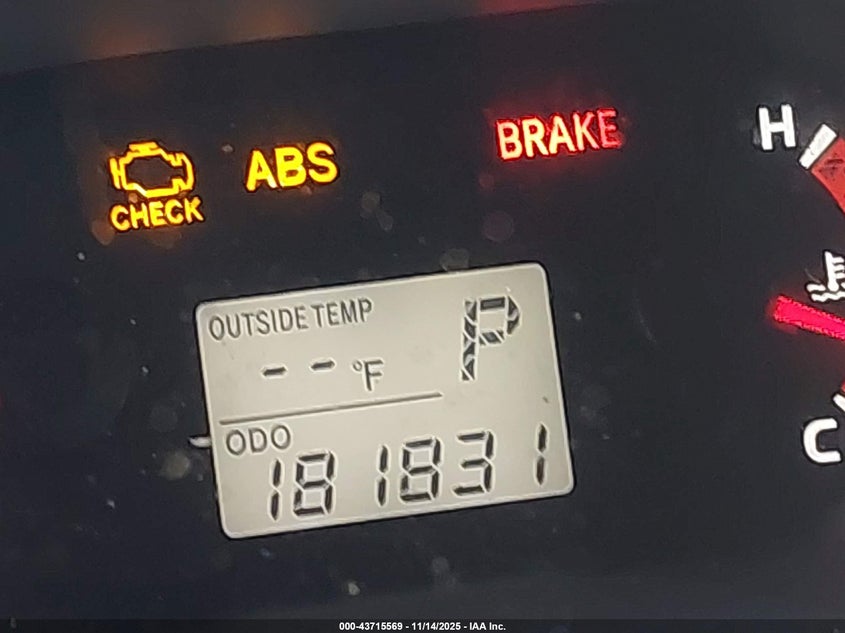 CHECK
ABS
BRAKE
H
OUTSIDE TEMP
P
-- °F
ODO
181831
C
000-43715569 - 11/14/2025 - IAA Inc.